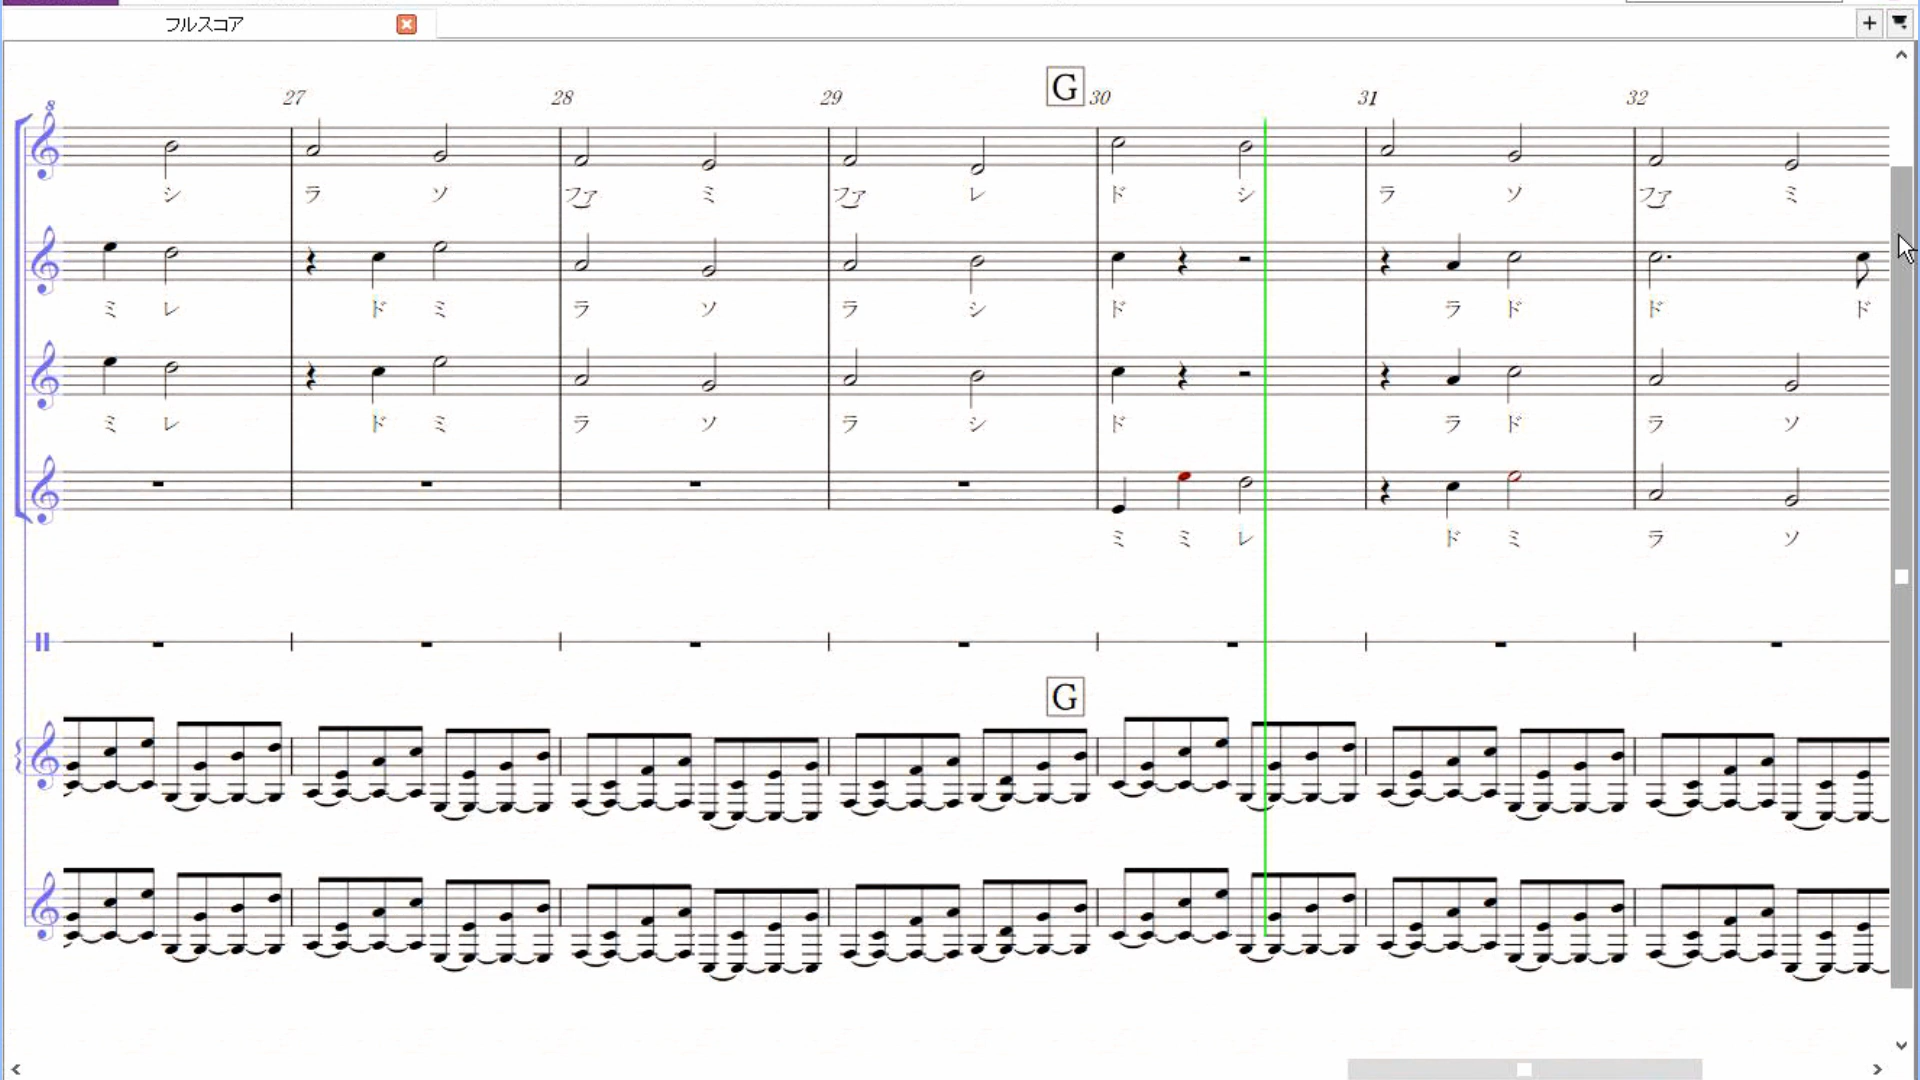 フルスコア
27 28 29 G 30 31 32
8
シ ラ ソ ファ ミ ファ レ ド シ ラ ソ ファ ミ
ミ レ ド ミ ラ ソ ラ シ ド ラ ド ド ド
ミ レ ド ミ ラ ソ ラ シ ド ラ ド ラ ソ
ミ ミ レ ド ミ ラ ソ
G